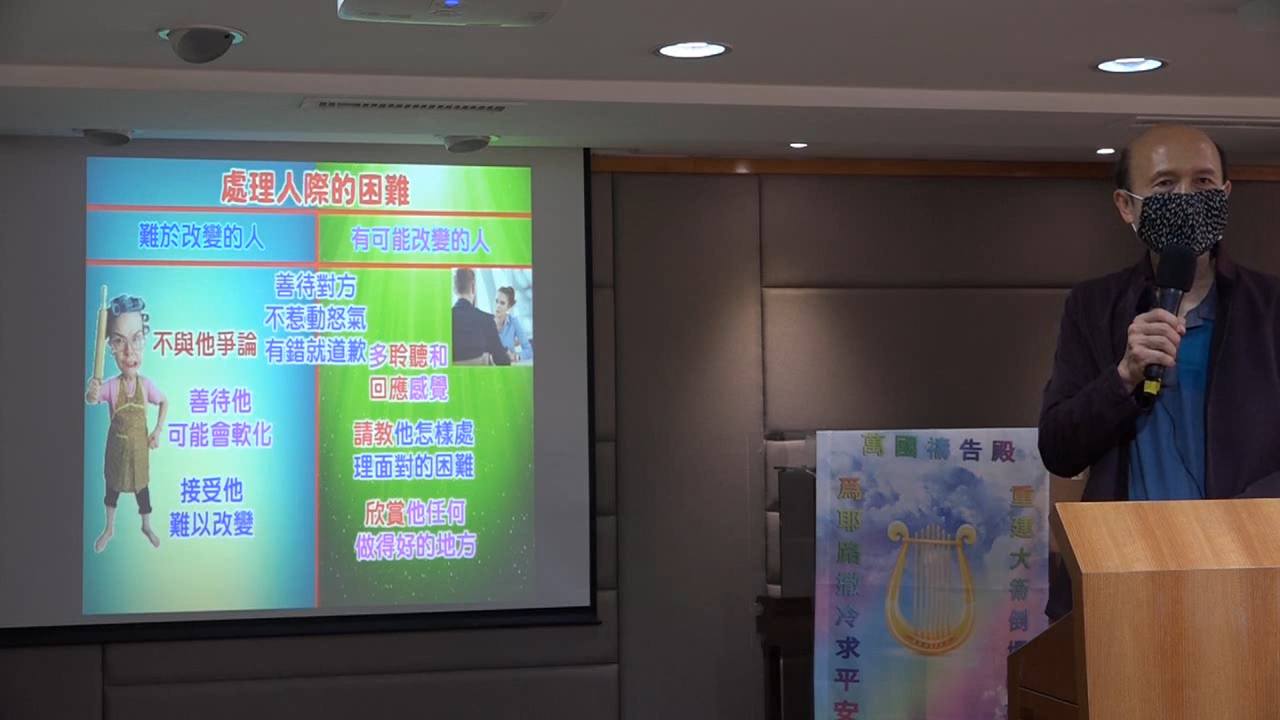 處理人際的困難
難於改變的人
有可能改變的人
善待對方
不惹動怒氣
有錯就道歉
不與他爭論
善待他
可能會軟化
接受他
難以改變
多聆聽和
回應感覺
請教他怎樣處
理面對的困難
欣賞他任何
做得好的地方
萬國禱告殿
為耶路撒冷求平安
重建大衛倒